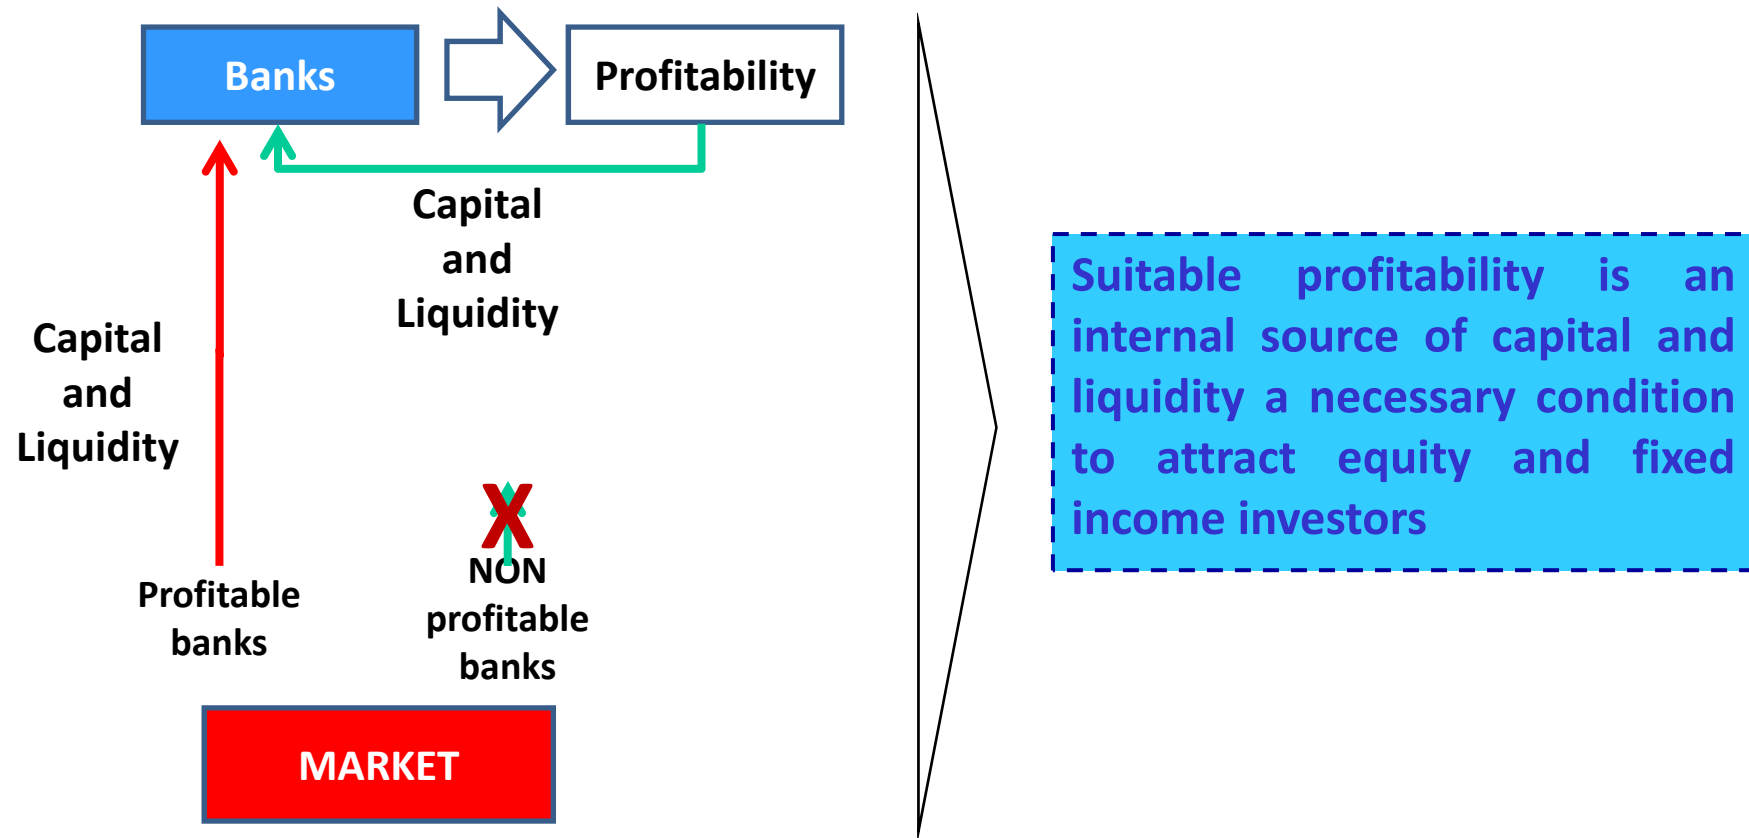 Banks
Profitability
Capital
and
Liquidity
Capital
and
Liquidity
X
NON
profitable
banks
Profitable
banks
MARKET
Suitable profitability is an
internal source of capital and
liquidity a necessary condition
to attract equity and fixed
income investors